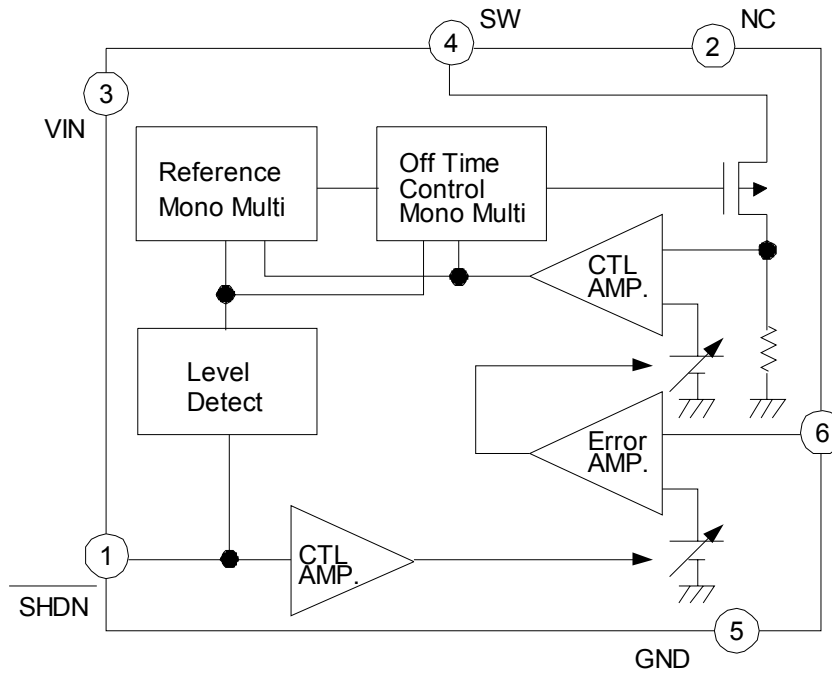 SW
NC
4
2
3
VIN
Reference
Mono Multi
Off Time
Control
Mono Multi
CTL
AMP.
Level
Detect
Error
AMP.
6
1
CTL
AMP.
SHDN
5
GND